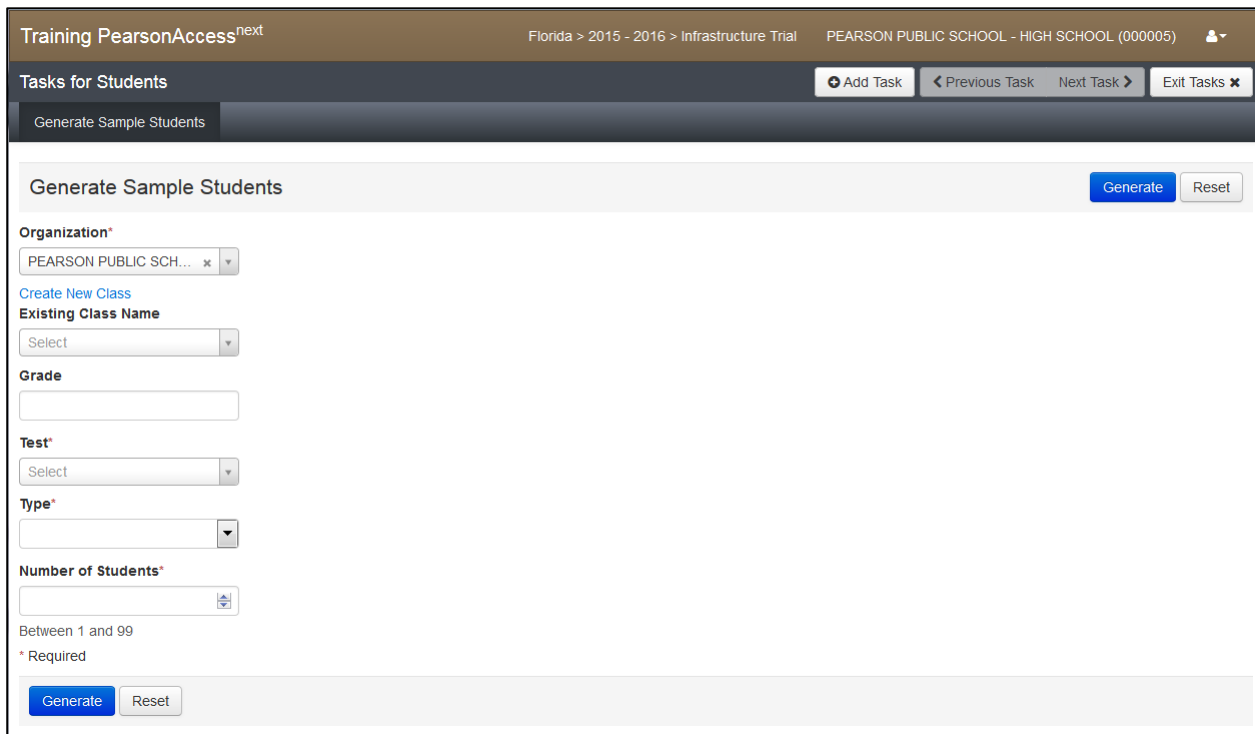 Training PearsonAccessnext Florida > 2015 - 2016 > Infrastructure Trial PEARSON PUBLIC SCHOOL - HIGH SCHOOL (000005)
Tasks for Students Add Task Previous Task Next Task Exit Tasks
Generate Sample Students
Generate Sample Students Generate Reset
Organization*
PEARSON PUBLIC SCH...
Create New Class
Existing Class Name
Select
Grade
Test*
Select
Type*
Number of Students*
Between 1 and 99
* Required
Generate Reset